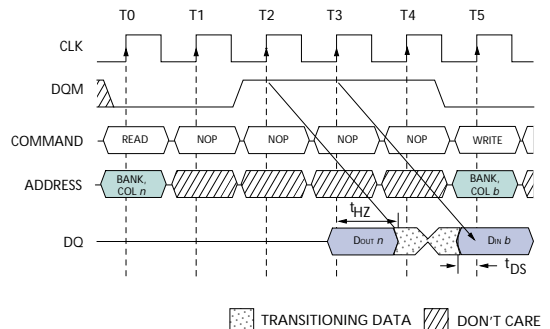 T0 T1 T2 T3 T4 T5
CLK
DQM
COMMAND READ NOP NOP NOP NOP WRITE
ADDRESS BANK, COL n BANK, COL b
tHZ
DQ DOUT n DIN b
tDS
TRANSITIONING DATA DON'T CARE